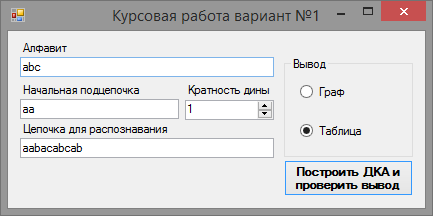 Курсовая работа вариант №1
Алфавит
abc
Вывод
Начальная подцепочка
Кратность дины
Граф
aa
1
Цепочка для распознавания
Таблица
aabacabcab
Построить ДКА и
проверить вывод